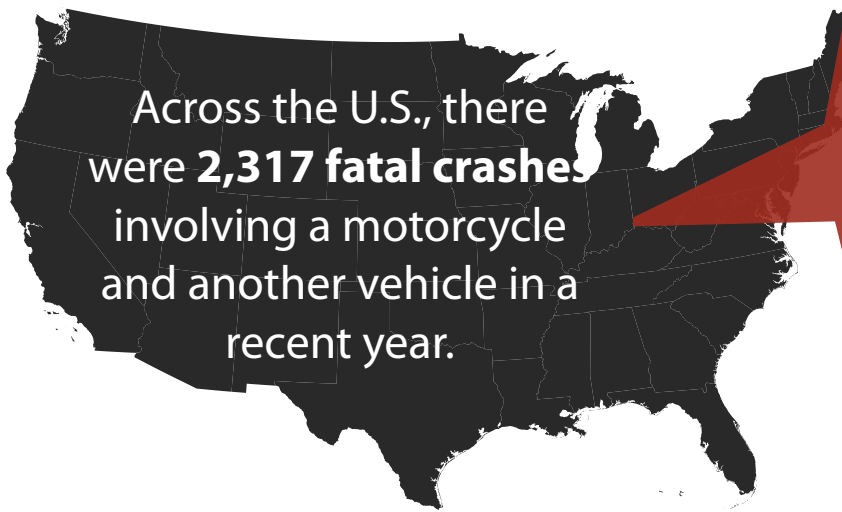 Across the U.S., there
were 2,317 fatal crashes
involving a motorcycle
and another vehicle in a
recent year.